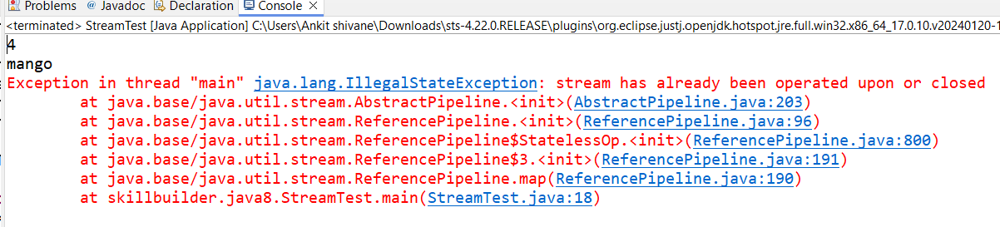 Problems @ Javadoc Declaration Console ×
<terminated> StreamTest [Java Application] C:\Users\Ankit shivane\Downloads\sts-4.22.0.RELEASE\plugins\org.eclipse.justj.openjdk.hotspot.jre.full.win32.x86_64_17.0.10.v20240120-1
4
mango
Exception in thread "main" java.lang.IllegalStateException: stream has already been operated upon or closed
at java.base/java.util.stream.AbstractPipeline.<init>(AbstractPipeline.java:203)
at java.base/java.util.stream.ReferencePipeline.<init>(ReferencePipeline.java:96)
at java.base/java.util.stream.ReferencePipeline$StatelessOp.<init>(ReferencePipeline.java:800)
at java.base/java.util.stream.ReferencePipeline$3.<init>(ReferencePipeline.java:191)
at java.base/java.util.stream.ReferencePipeline.map(ReferencePipeline.java:190)
at skillbuilder.java8.StreamTest.main(StreamTest.java:18)